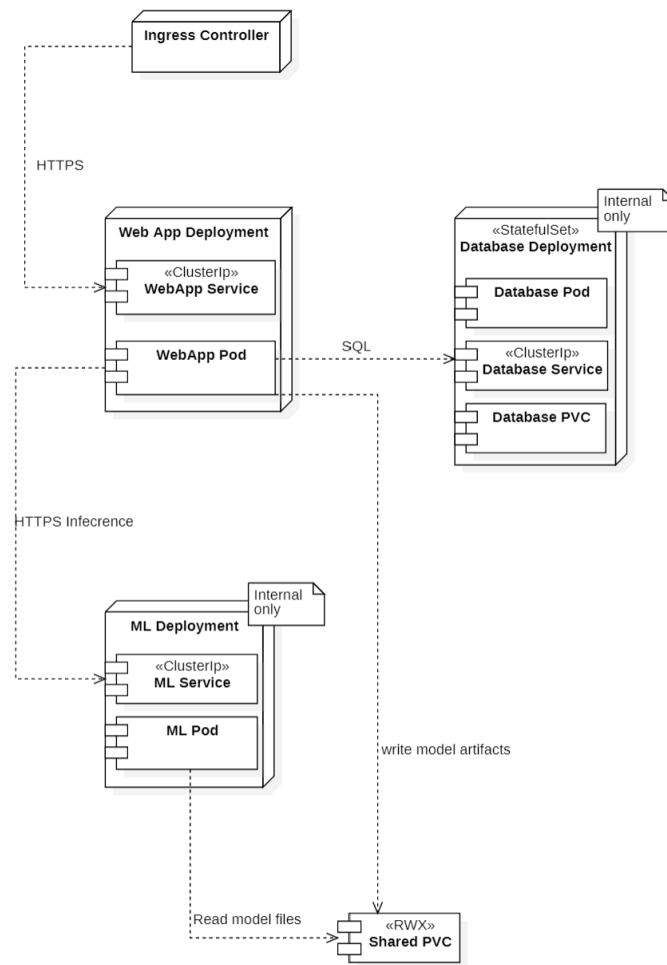 Ingress Controller
HTTPS
Web App Deployment
«ClusterIp»
WebApp Service
WebApp Pod
SQL
Internal
only
«StatefulSet»
Database Deployment
Database Pod
«ClusterIp»
Database Service
Database PVC
HTTPS Infecrence
Internal
only
ML Deployment
«ClusterIp»
ML Service
ML Pod
write model artifacts
Read model files
«RWX»
Shared PVC